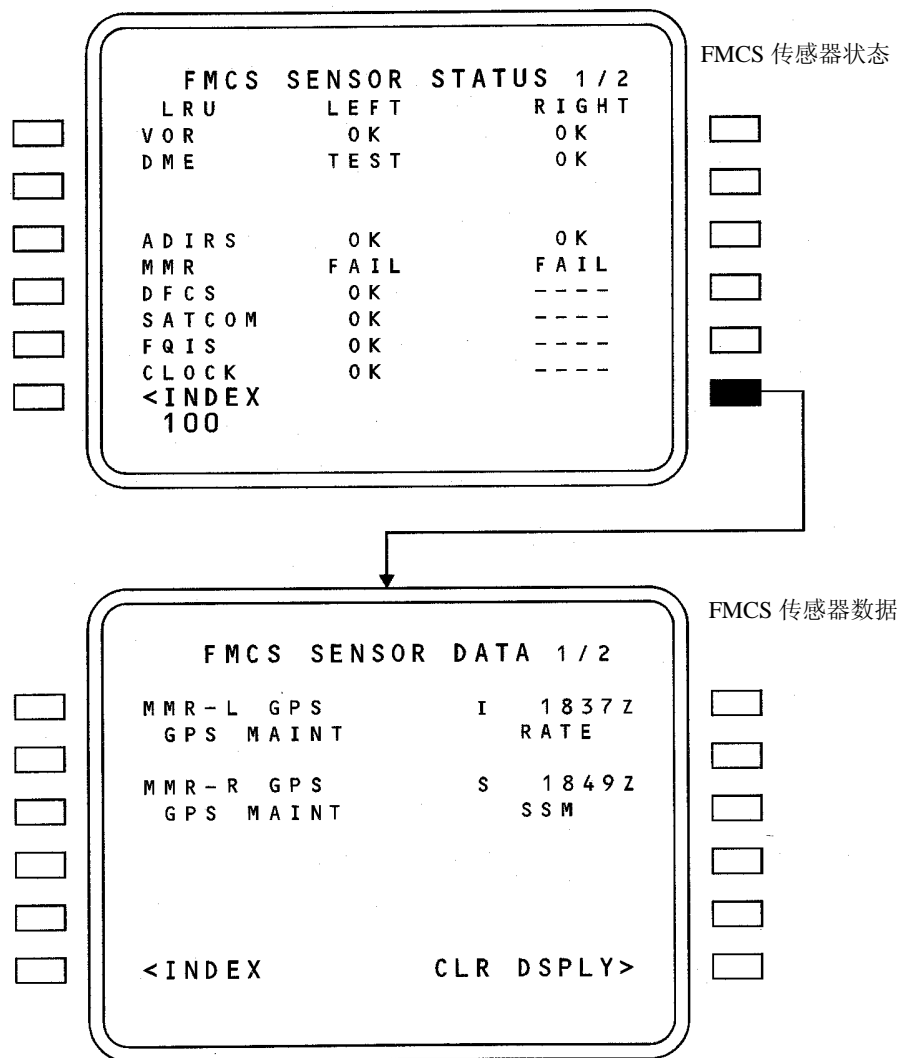 FMCS 传感器状态
FMCS SENSOR STATUS 1/2
LRU LEFT RIGHT
VOR OK OK
DME TEST OK
ADIRS OK OK
MMR FAIL FAIL
DFCS OK ----
SATCOM OK ----
FQIS OK ----
CLOCK OK ----
<INDEX
100
FMCS 传感器数据
FMCS SENSOR DATA 1/2
MMR-L GPS I 1837Z
GPS MAINT RATE
MMR-R GPS S 1849Z
GPS MAINT SSM
<INDEX CLR DSPLY>